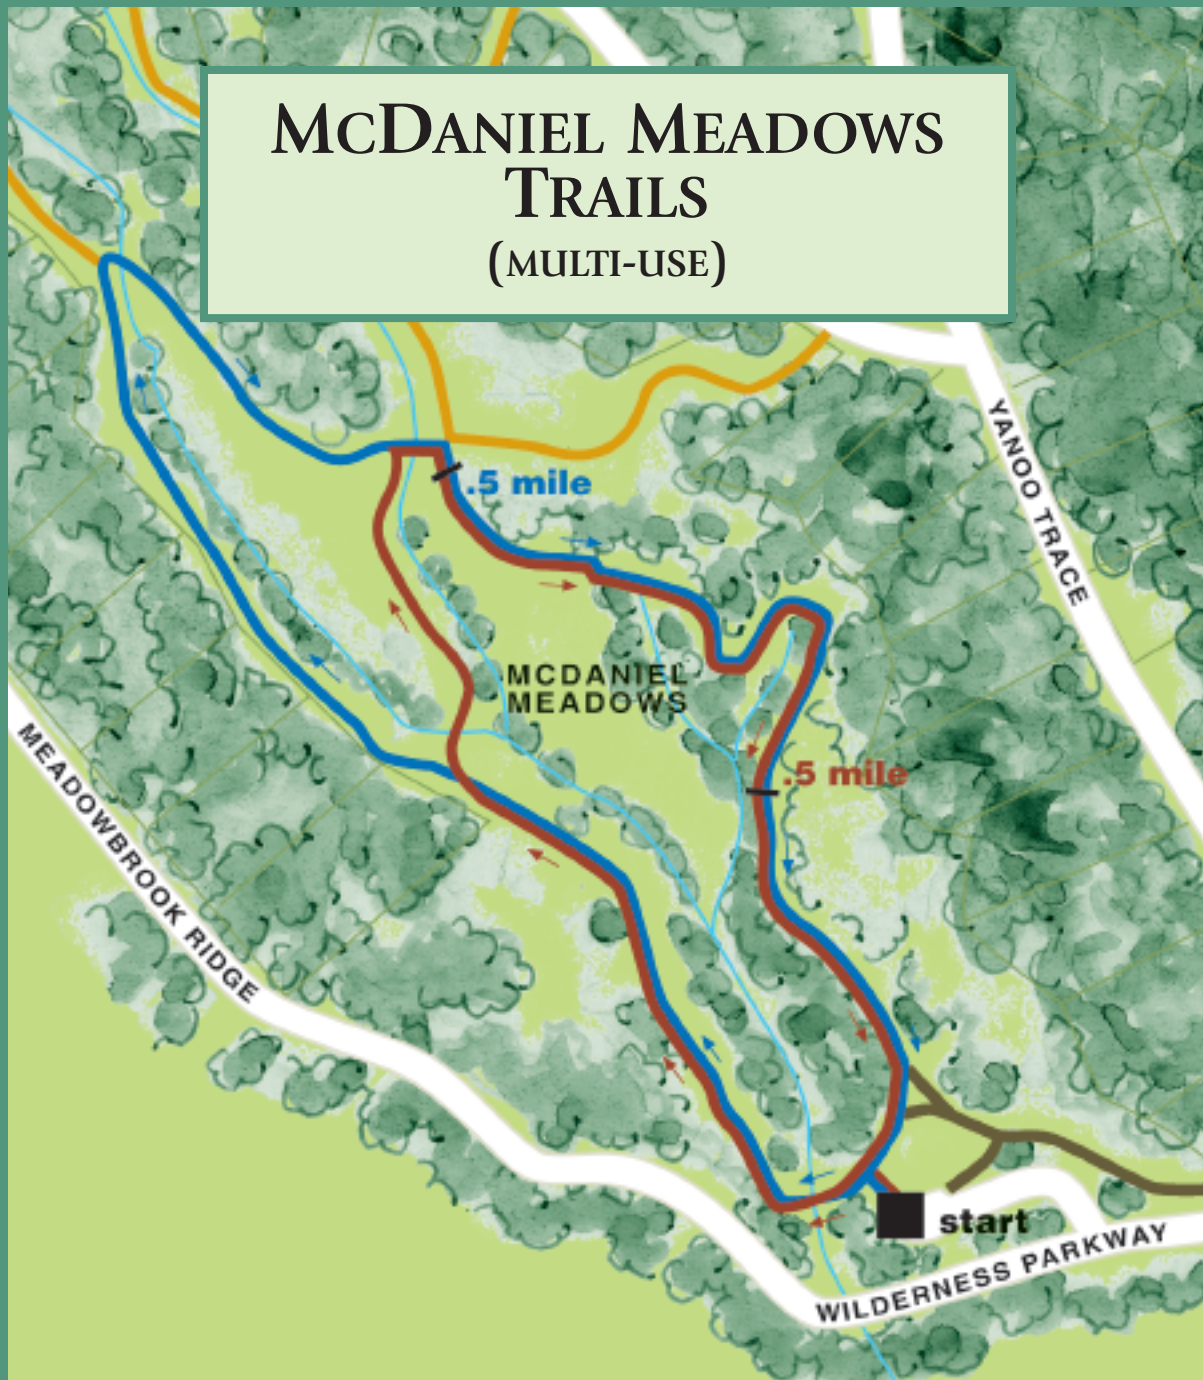 McDaniel Meadows
Trails
(multi-use)
YANOO TRACE
.5 mile
MCDANIEL
MEADOWS
.5 mile
MEADOWBROOK RIDGE
start
WILDERNESS PARKWAY